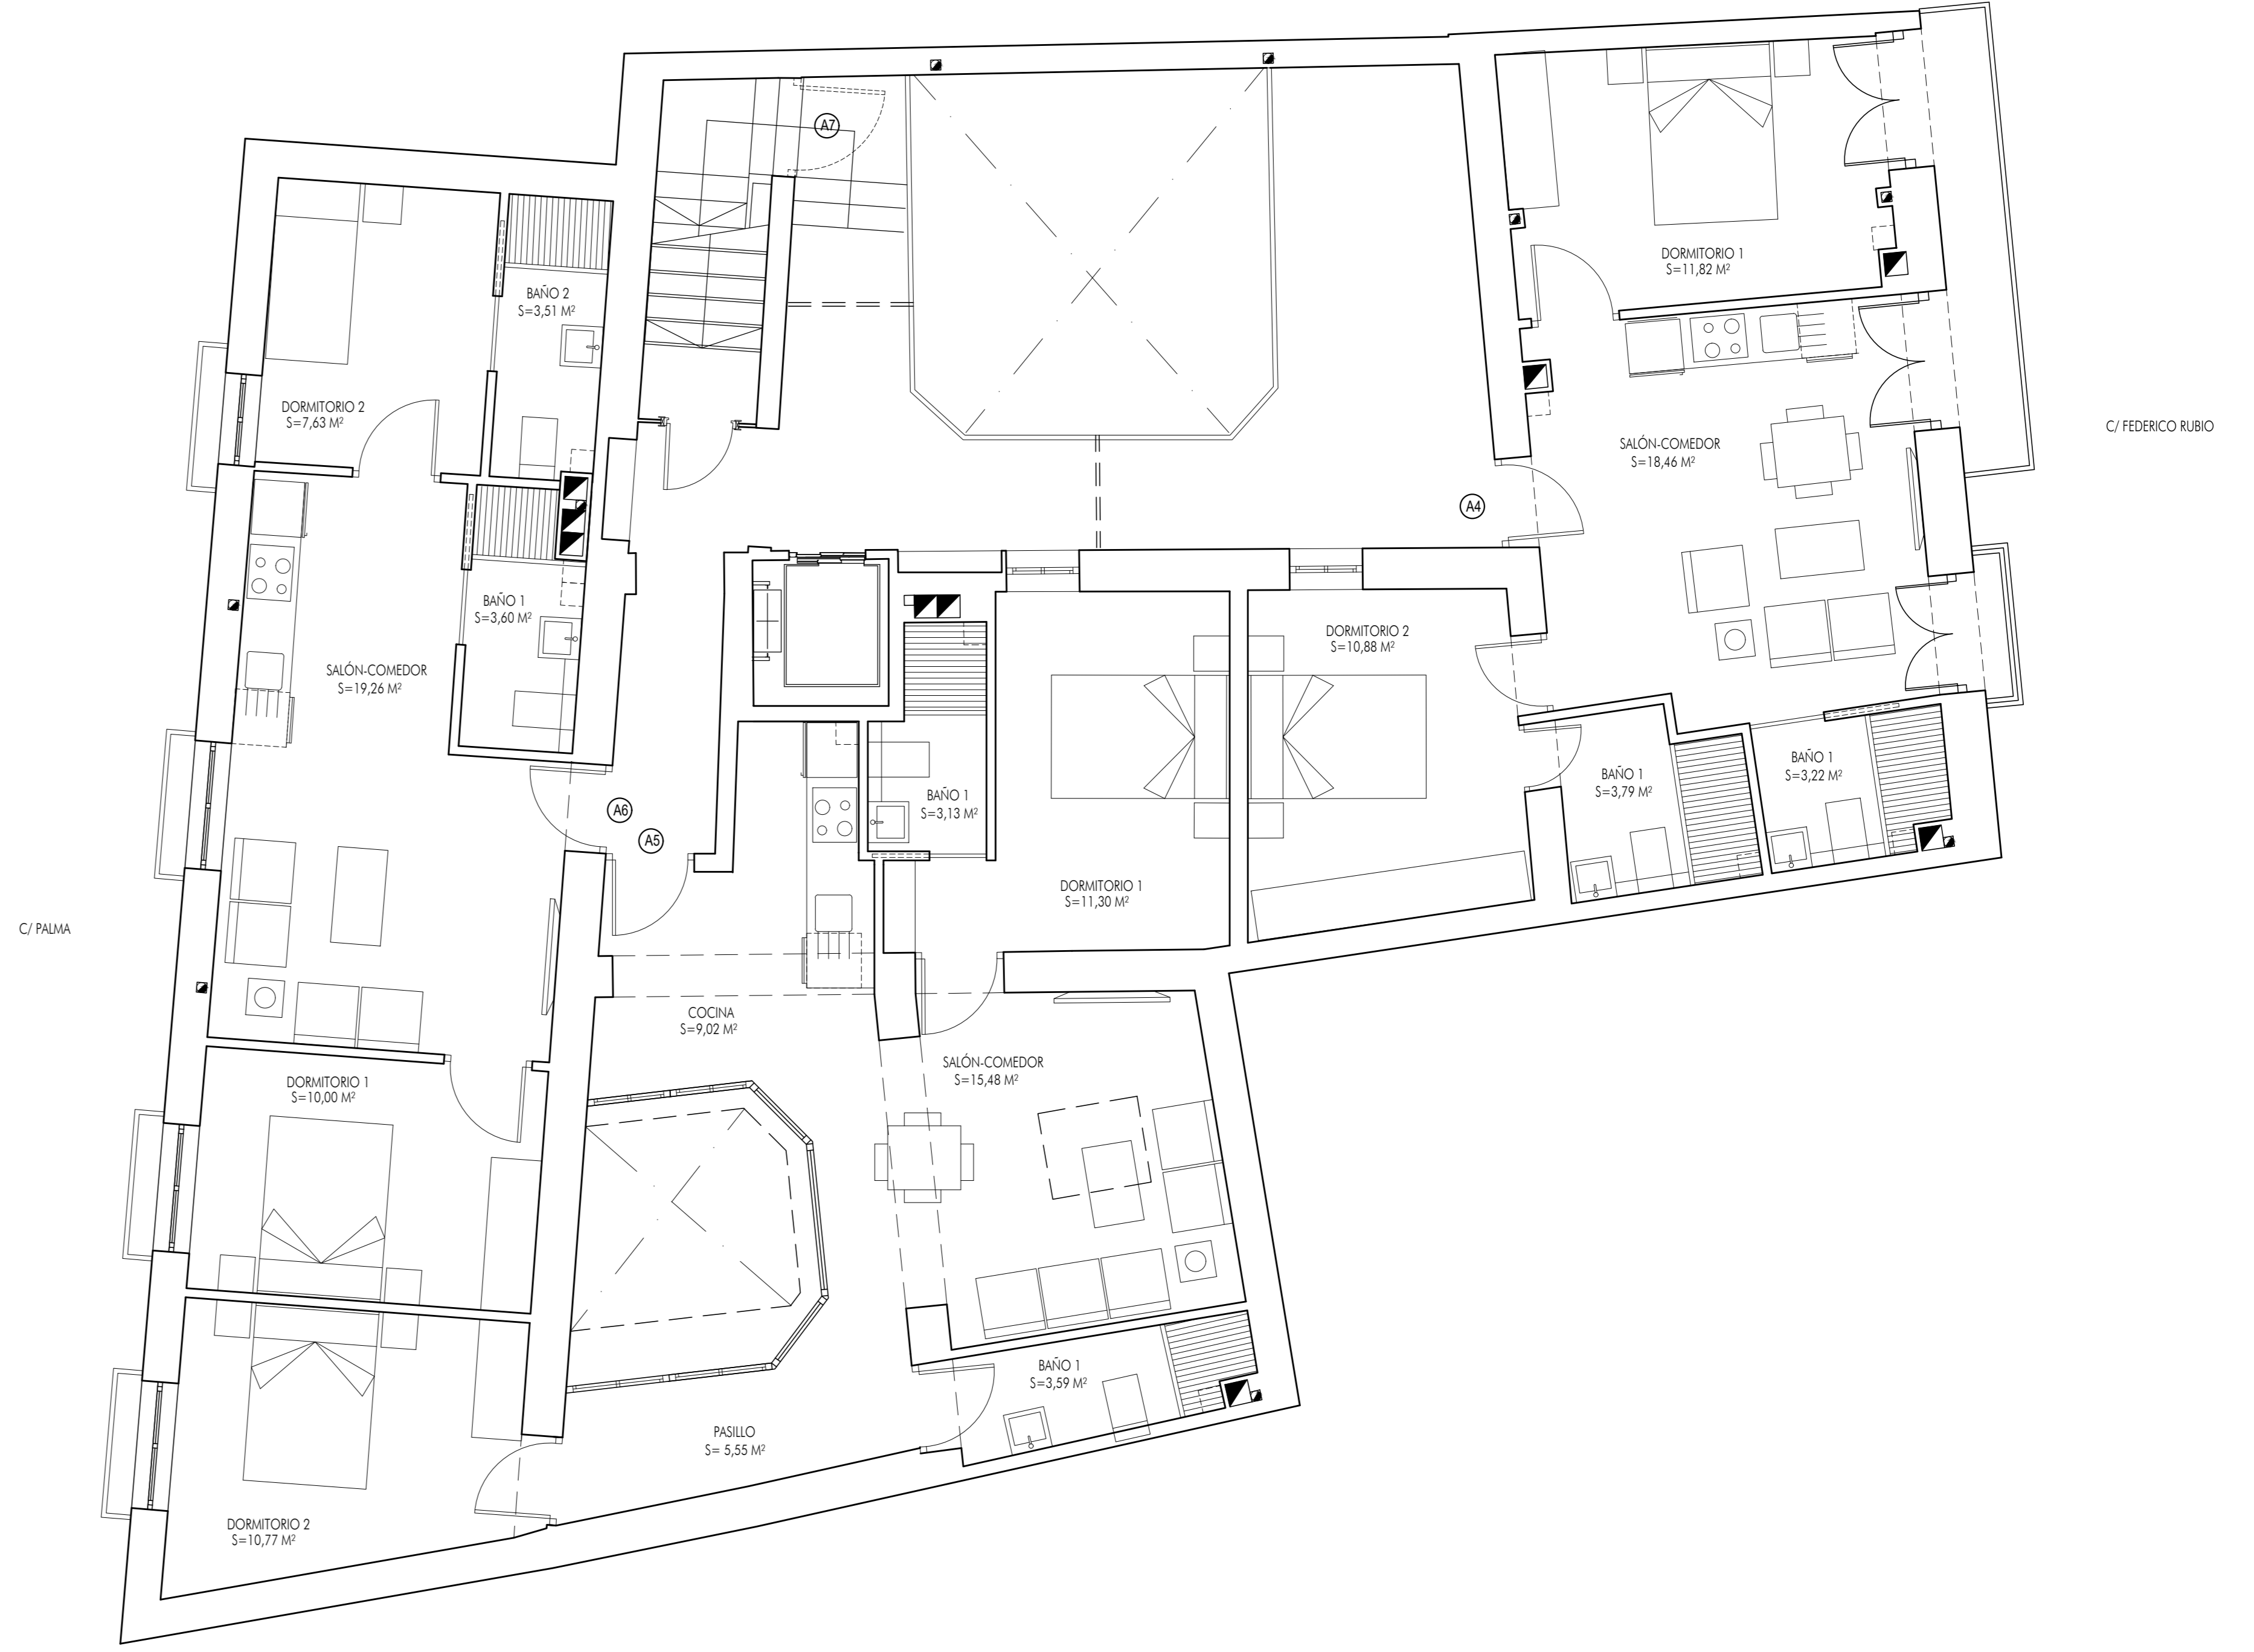 A7
DORMITORIO 1
S=11,82 M²
BAÑO 2
S=3,51 M²
DORMITORIO 2
S=7,63 M²
C/ FEDERICO RUBIO
SALÓN-COMEDOR
S=18,46 M²
A4
BAÑO 1
S=3,60 M²
DORMITORIO 2
S=10,88 M²
SALÓN-COMEDOR
S=19,26 M²
BAÑO 1
S=3,22 M²
BAÑO 1
S=3,79 M²
BAÑO 1
S=3,13 M²
A6
A5
DORMITORIO 1
S=11,30 M²
C/ PALMA
COCINA
S=9,02 M²
SALÓN-COMEDOR
S=15,48 M²
DORMITORIO 1
S=10,00 M²
BAÑO 1
S=3,59 M²
PASILLO
S= 5,55 M²
DORMITORIO 2
S=10,77 M²